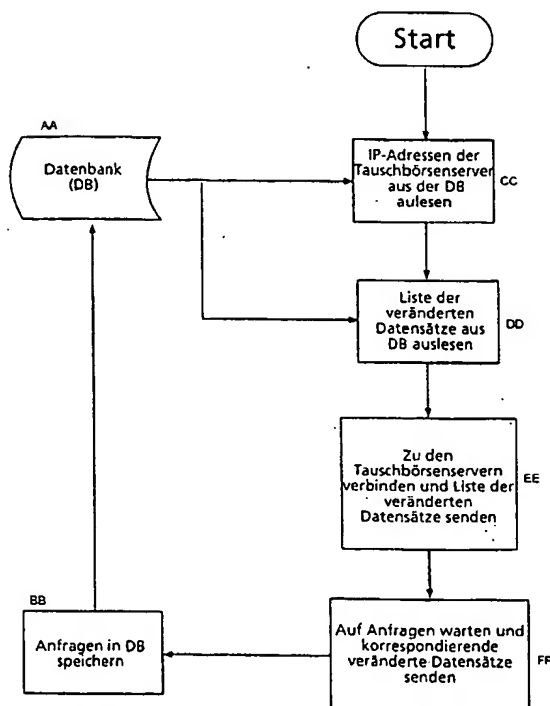 Start
AA
Datenbank
(DB)
IP-Adressen der
Tauschbörsenserver
aus der DB
aulesen
CC
Liste der
veränderten
Datensätze aus
DB auslesen
DD
Zu den
Tauschbörsenservern
verbinden und Liste der
veränderten
Datensätze senden
EE
BB
Anfragen in DB
speichern
Auf Anfragen warten und
korrespondierende
veränderte Datensätze
senden
FF